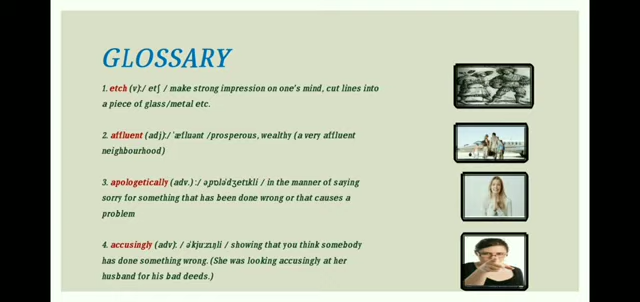 GLOSSARY
1. etch (v):/ etʃ / make strong impression on one's mind, cut lines into
a piece of glass/metal etc.
2. affluent (adj):/ ˈæfluənt /prosperous, wealthy (a very affluent
neighbourhood)
3. apologetically (adv.) :/ əpɒləˈdʒetɪkli / in the manner of saying
sorry for something that has been done wrong or that causes a
problem
4. accusingly (adv): / əˈkjuːzɪŋli / showing that you think somebody
has done something wrong. (She was looking accusingly at her
husband for his bad deeds.)